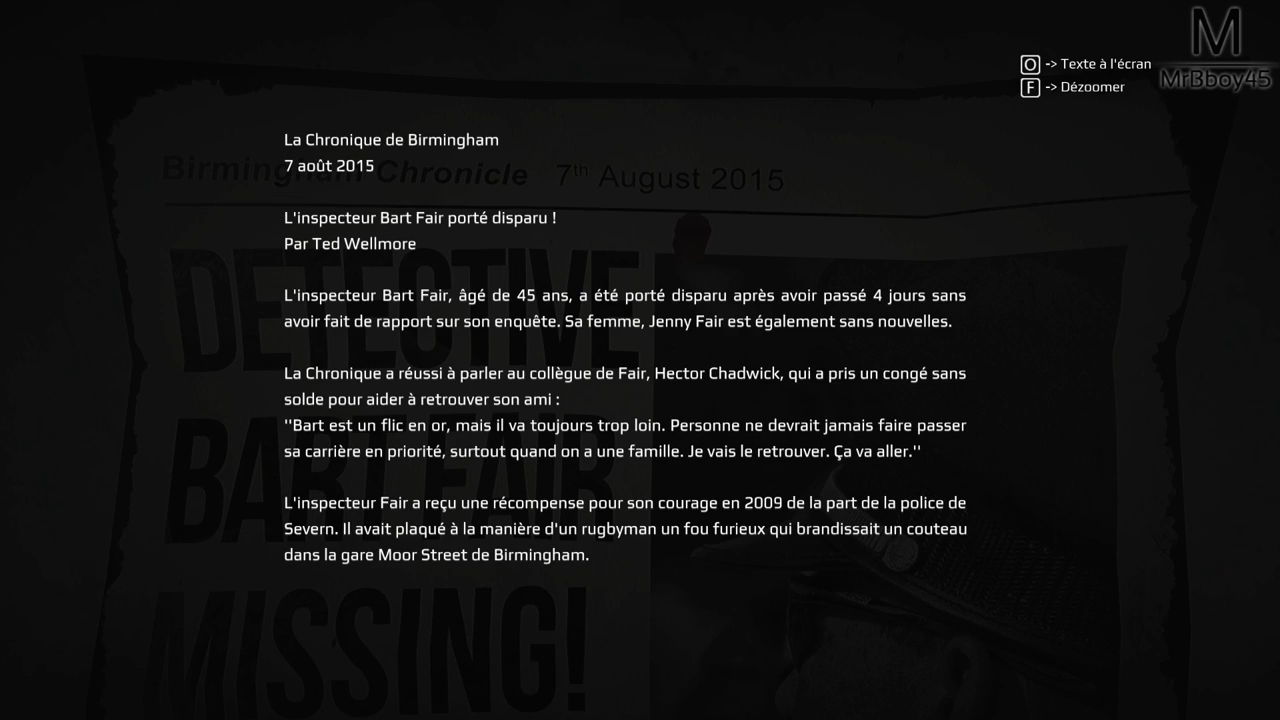 M
MrBboy45
O -> Texte à l'écran
F -> Dézoomer
La Chronique de Birmingham
7 août 2015
Birmingham Chronicle 7th August 2015
L'inspecteur Bart Fair porté disparu !
Par Ted Wellmore
L'inspecteur Bart Fair, âgé de 45 ans, a été porté disparu après avoir passé 4 jours sans
avoir fait de rapport sur son enquête. Sa femme, Jenny Fair est également sans nouvelles.
La Chronique a réussi à parler au collègue de Fair, Hector Chadwick, qui a pris un congé sans
solde pour aider à retrouver son ami :
''Bart est un flic en or, mais il va toujours trop loin. Personne ne devrait jamais faire passer
sa carrière en priorité, surtout quand on a une famille. Je vais le retrouver. Ça va aller.''
L'inspecteur Fair a reçu une récompense pour son courage en 2009 de la part de la police de
Severn. Il avait plaqué à la manière d'un rugbyman un fou furieux qui brandissait un couteau
dans la gare Moor Street de Birmingham.
DETECTIVE
BART FAIR
MISSING!